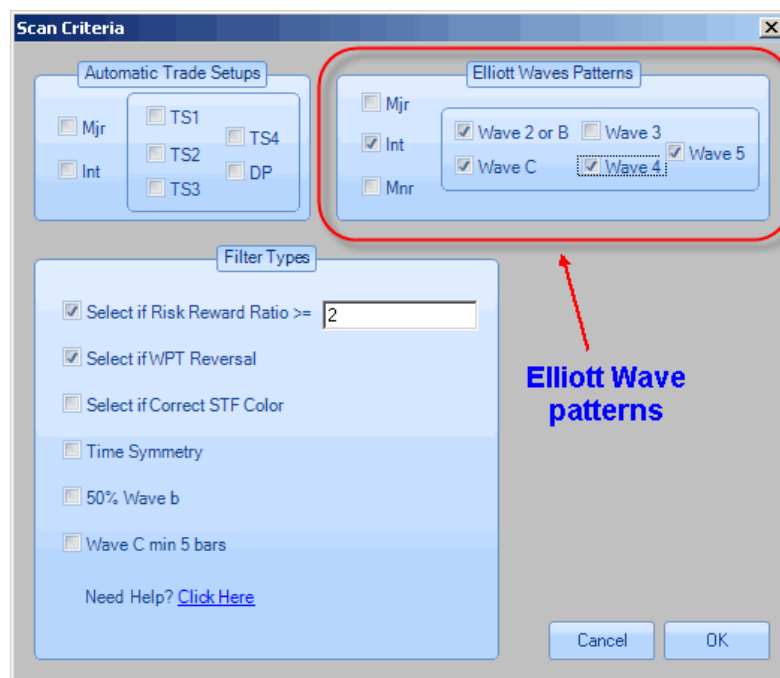 Scan Criteria
Automatic Trade Setups
Mjr
Int
TS1
TS2
TS3
TS4
DP
Elliott Waves Patterns
Mjr
Int
Mnr
Wave 2 or B
Wave 3
Wave 5
Wave C
Wave 4
Filter Types
Select if Risk Reward Ratio >= 2
Select if WPT Reversal
Select if Correct STF Color
Time Symmetry
50% Wave b
Wave C min 5 bars
Need Help? Click Here
Elliott Wave
patterns
Cancel
OK